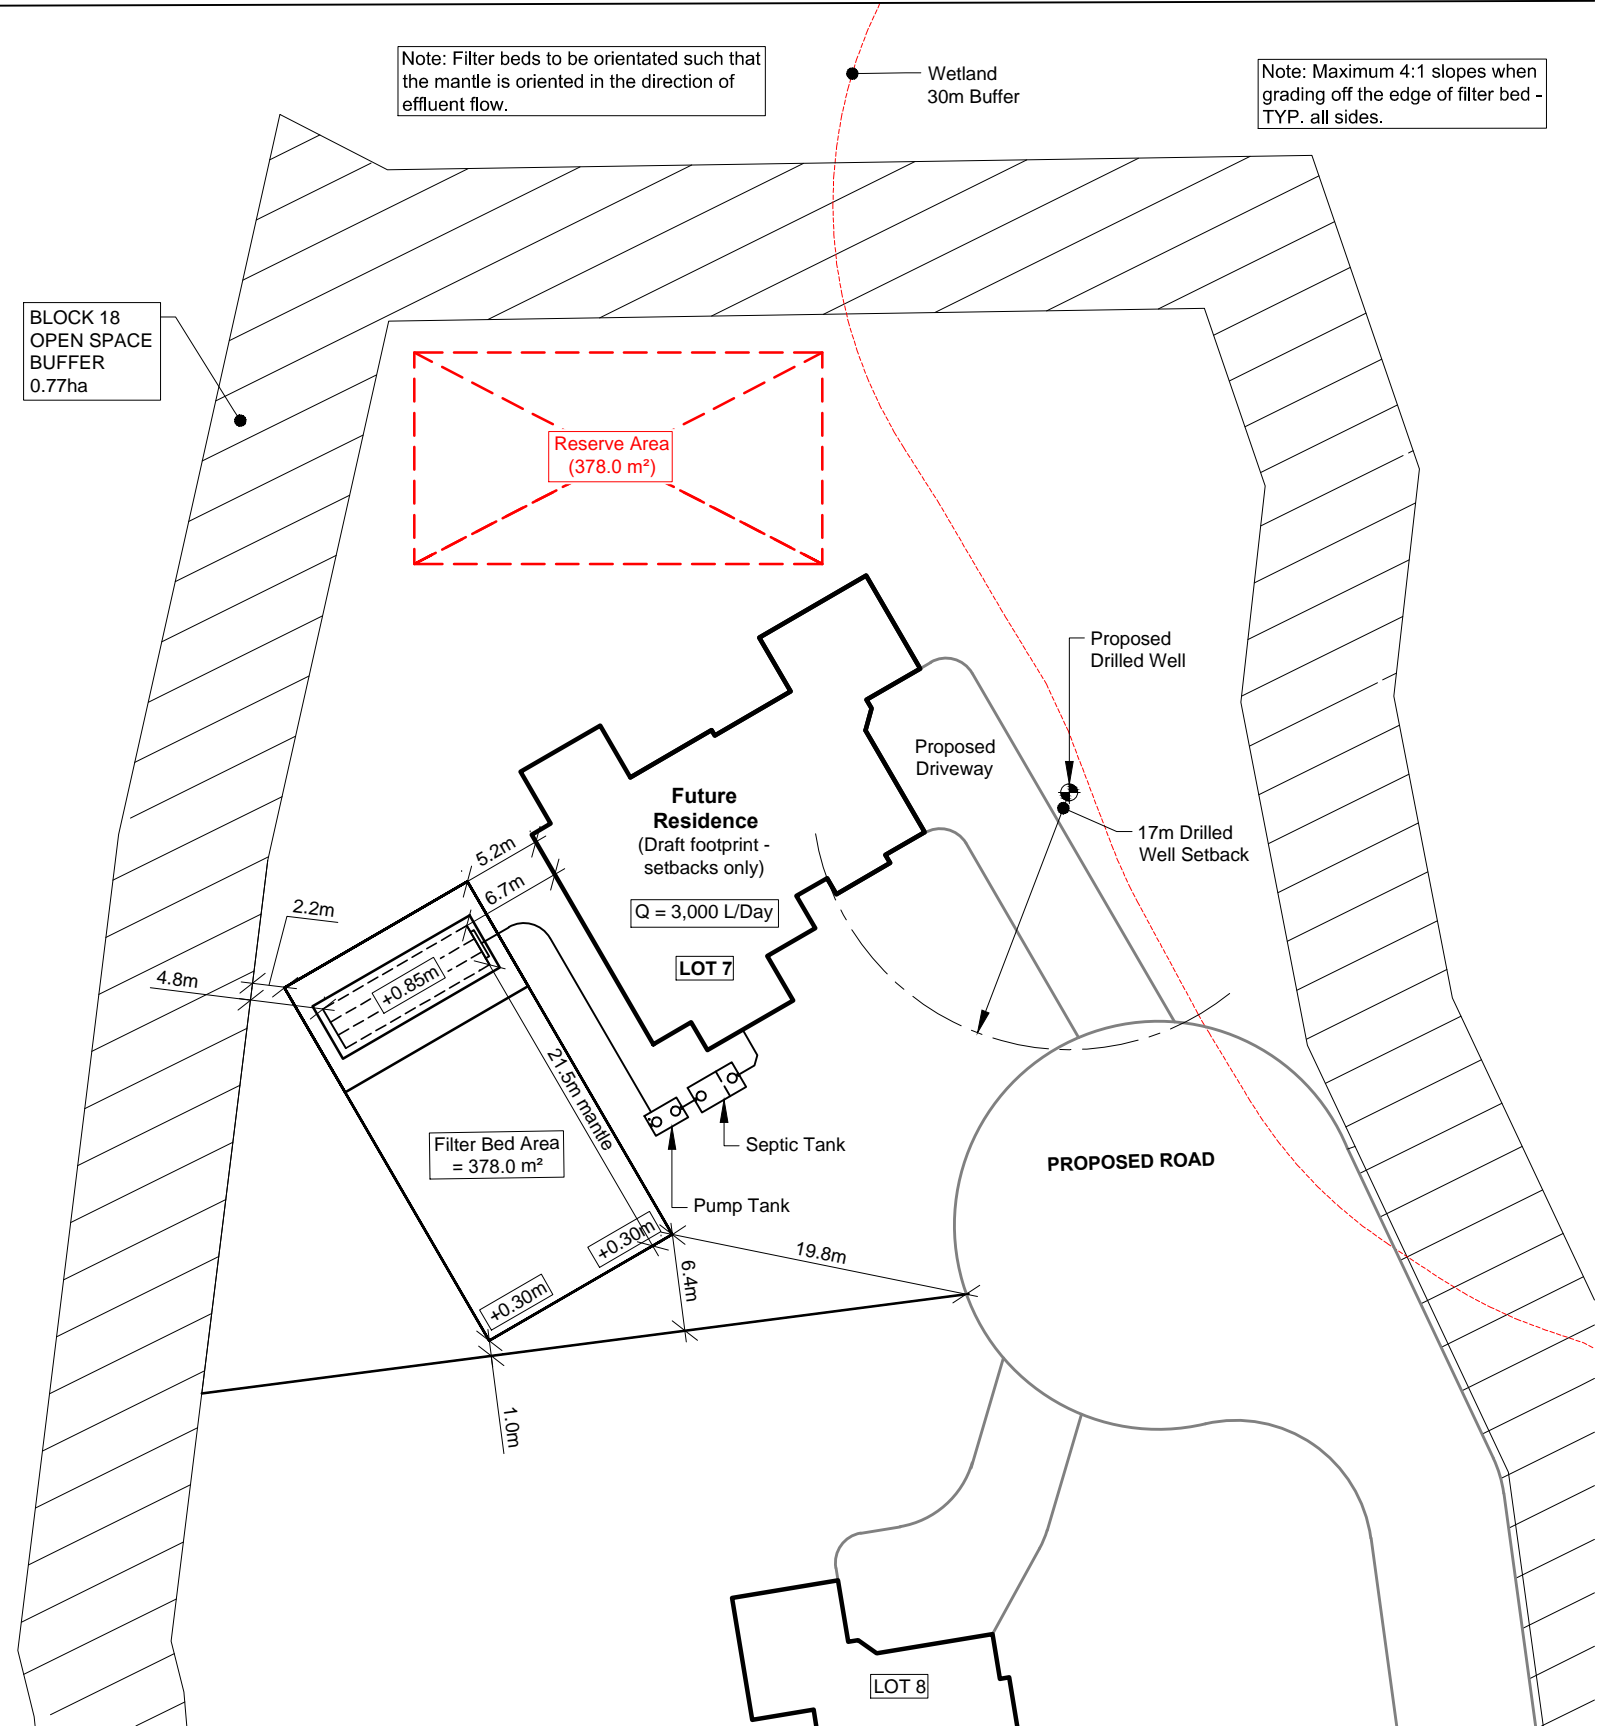 Note: Filter beds to be orientated such that
the mantle is oriented in the direction of
effluent flow.
Wetland
30m Buffer
Note: Maximum 4:1 slopes when
grading off the edge of filter bed -
TYP. all sides.
BLOCK 18
OPEN SPACE
BUFFER
0.77ha
Reserve Area
(378.0 m²)
Proposed
Drilled Well
Proposed
Driveway
17m Drilled
Well Setback
Future
Residence
(Draft footprint -
setbacks only)
Q = 3,000 L/Day
LOT 7
5.2m
6.7m
2.2m
4.8m
+0.85m
21.5m mantle
Filter Bed Area
= 378.0 m²
Septic Tank
Pump Tank
PROPOSED ROAD
+0.30m
19.8m
6.4m
+0.30m
1.0m
LOT 8